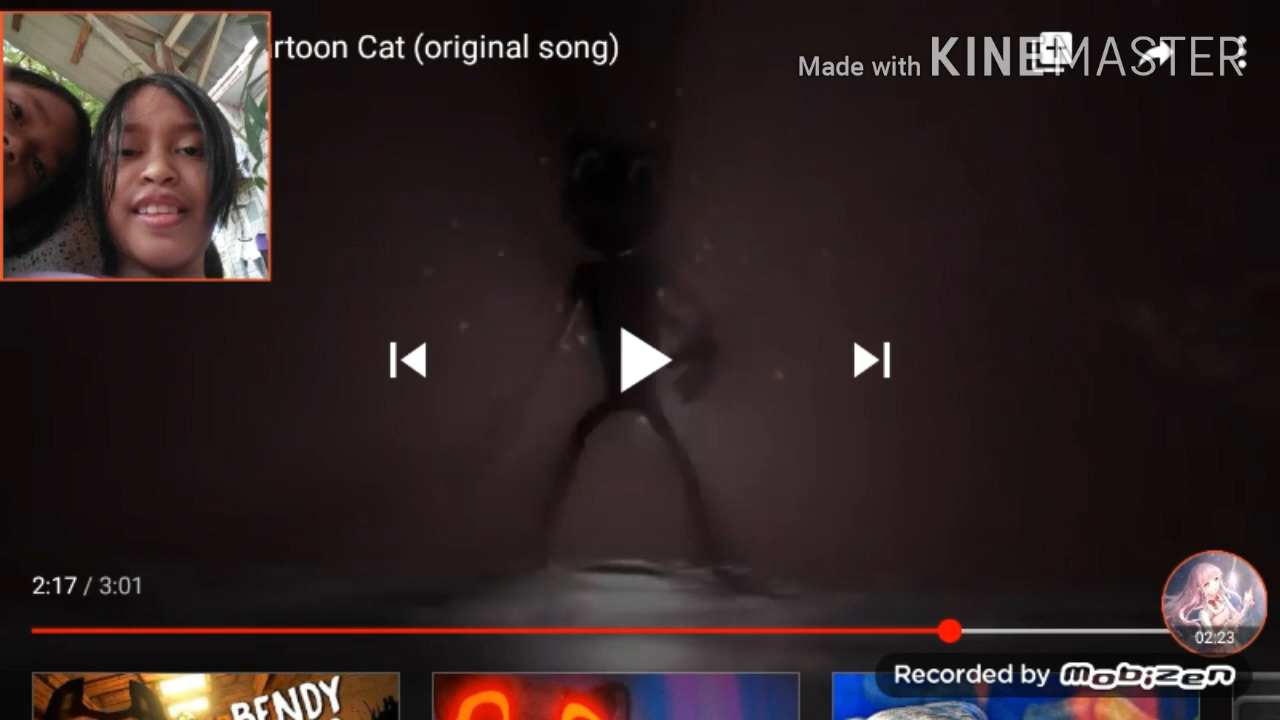 rtoon Cat (original song)
Made with KINEMASTER
2:17 / 3:01
02:23
Recorded by mobizen
BENDY